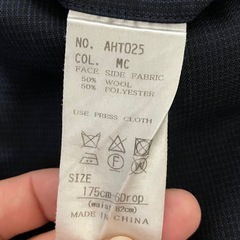 NO. AHT025
COL. MC
FACE SIDE FABRIC
50% WOOL
50% POLYESTER
USE PRESS CLOTH
SIZE
175cm 6Drop
(waist 82cm)
MADE IN CHINA